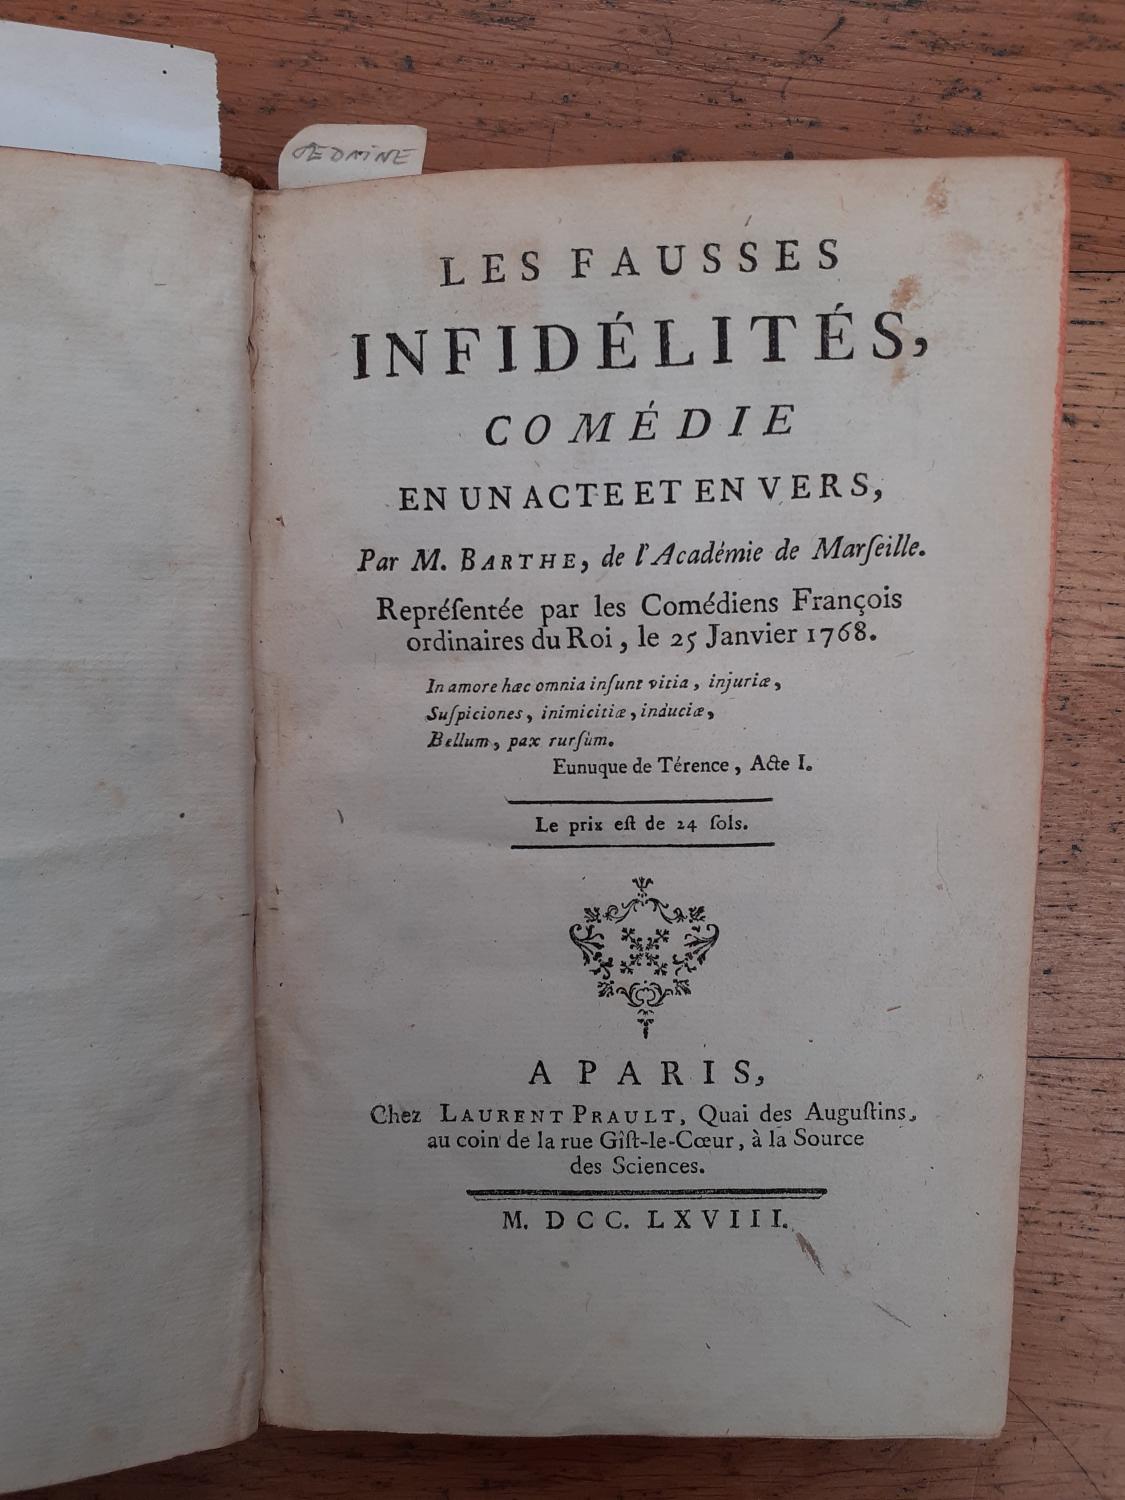 LES FAUSSES
INFIDÉLITÉS,
COMÉDIE
EN UN ACTE ET EN VERS,
Par M. BARTHE, de l'Académie de Marſeille.
Repréſentée par les Comédiens François
ordinaires du Roi, le 25 Janvier 1768.
In amore hæc omnia inſunt vitia, injuriæ,
Suſpiciones, inimicitiæ, induciæ,
Bellum, pax rursùm.
Eunuque de Térence, Acte I.
Le prix eſt de 24 ſols.
A PARIS,
Chez LAURENT PRAULT, Quai des Auguſtins,
au coin de la rue Gîſt-le-Cœur, à la Source
des Sciences.
M. DCC. LXVIII.